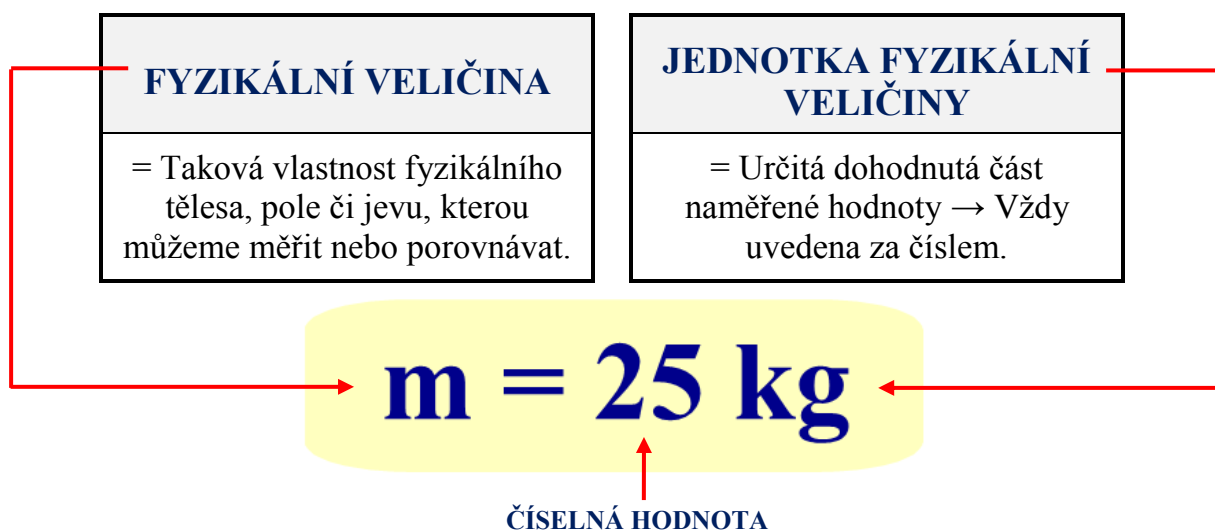 FYZIKÁLNÍ VELIČINA
= Taková vlastnost fyzikálního
tělesa, pole či jevu, kterou
můžeme měřit nebo porovnávat.
JEDNOTKA FYZIKÁLNÍ
VELIČINY
= Určitá dohodnutá část
naměřené hodnoty → Vždy
uvedena za číslem.
m = 25 kg
ČÍSELNÁ HODNOTA